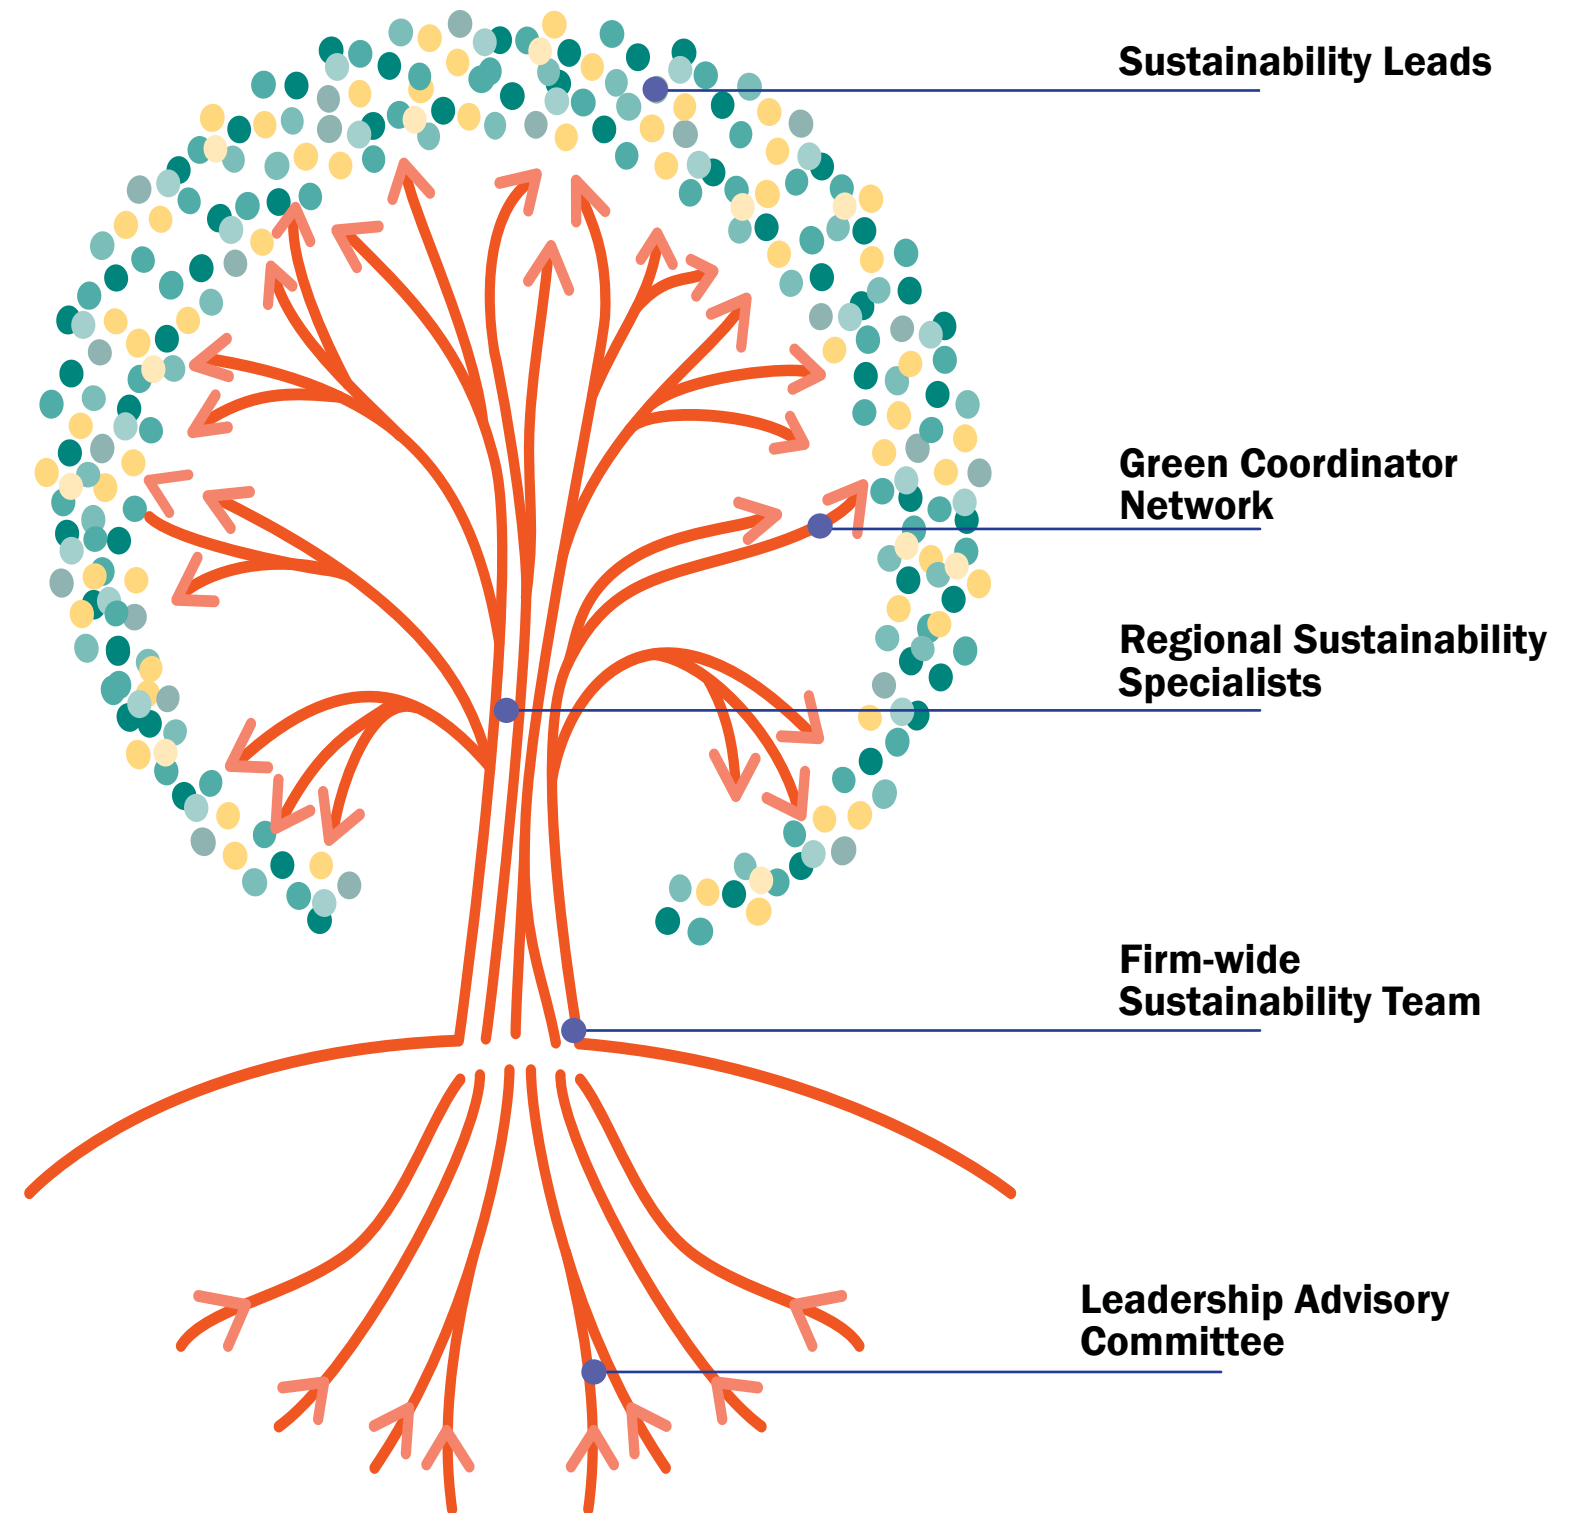 Sustainability Leads
Green Coordinator
Network
Regional Sustainability
Specialists
Firm-wide
Sustainability Team
Leadership Advisory
Committee